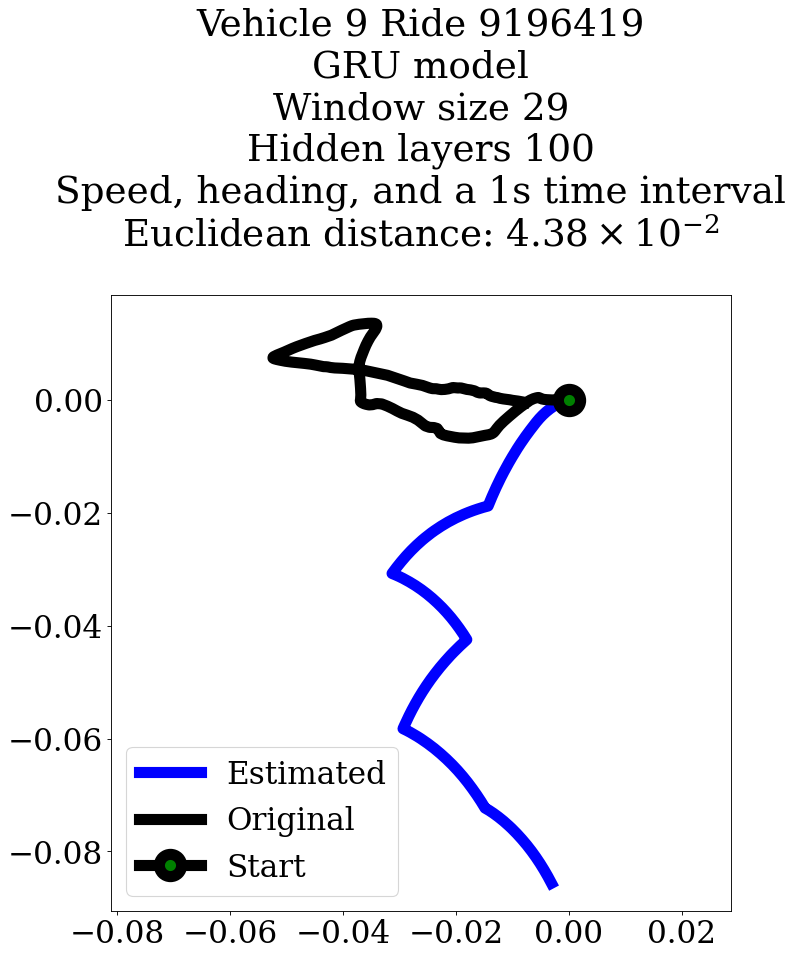 Vehicle 9 Ride 9196419
GRU model
Window size 29
Hidden layers 100
Speed, heading, and a 1s time interval
Euclidean distance: 4.38 × 10⁻²
0.00
−0.02
−0.04
−0.06
−0.08
Estimated
Original
Start
−0.08 −0.06 −0.04 −0.02 0.00 0.02